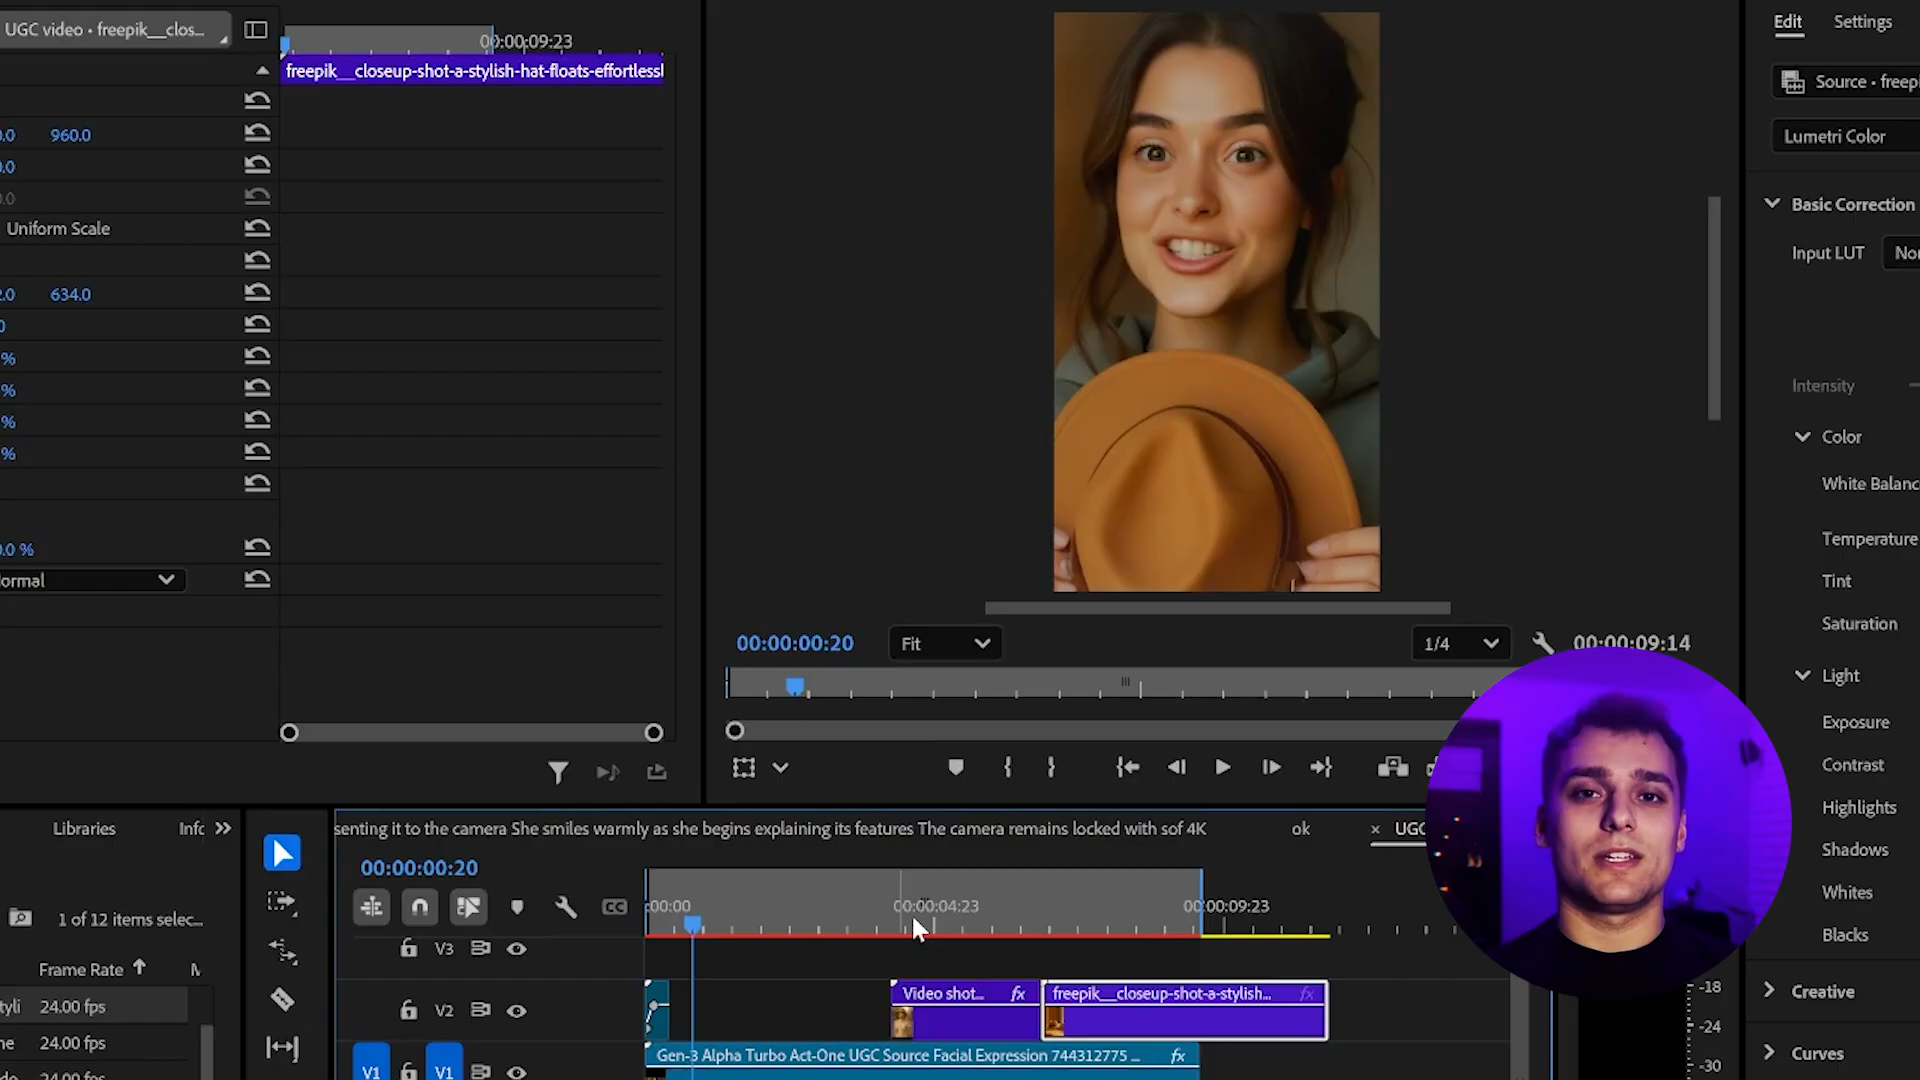 UGC video • freepik__clos...
00:00:09:23
Edit
Settings
freepik__closeup-shot-a-stylish-hat-floats-effortlessl
Source • freepi
960.0
Lumetri Color
Uniform Scale
Basic Correction
Input LUT
634.0
%
%
Intensity
%
Color
%
White Balanc
Temperature
.0 %
Tint
ormal
Saturation
00:00:00:20
Fit
1/4
00:00:09:14
Light
Exposure
Contrast
Highlights
Shadows
Whites
Blacks
Libraries
Infc
senting it to the camera She smiles warmly as she begins explaining its features The camera remains locked with sof 4K
ok
× UGC
00:00:00:20
:00:00
00:00:04:23
00:00:09:23
CC
1 of 12 items selec...
V3
Frame Rate
Video shot...
fx
freepik__closeup-shot-a-stylish...
fx
-18
Creative
tyli
24.00 fps
V2
-24
ne
24.00 fps
Gen-3 Alpha Turbo Act-One UGC Source Facial Expression 744312775 ...
fx
-30
Curves
V1
V1
24.00 fps